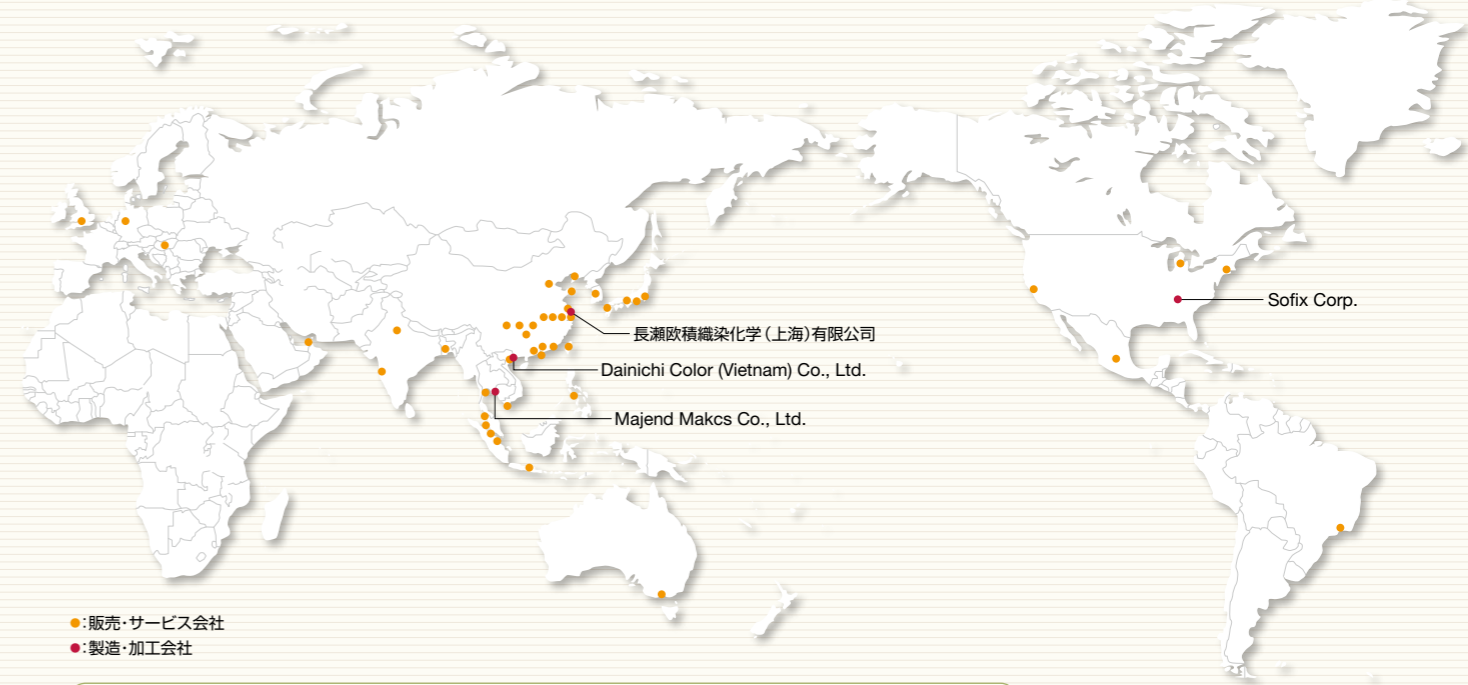 Sofix Corp.
長瀬欧積織染化学(上海)有限公司
Dainichi Color (Vietnam) Co., Ltd.
Majend Makcs Co., Ltd.
●:販売・サービス会社
●:製造・加工会社